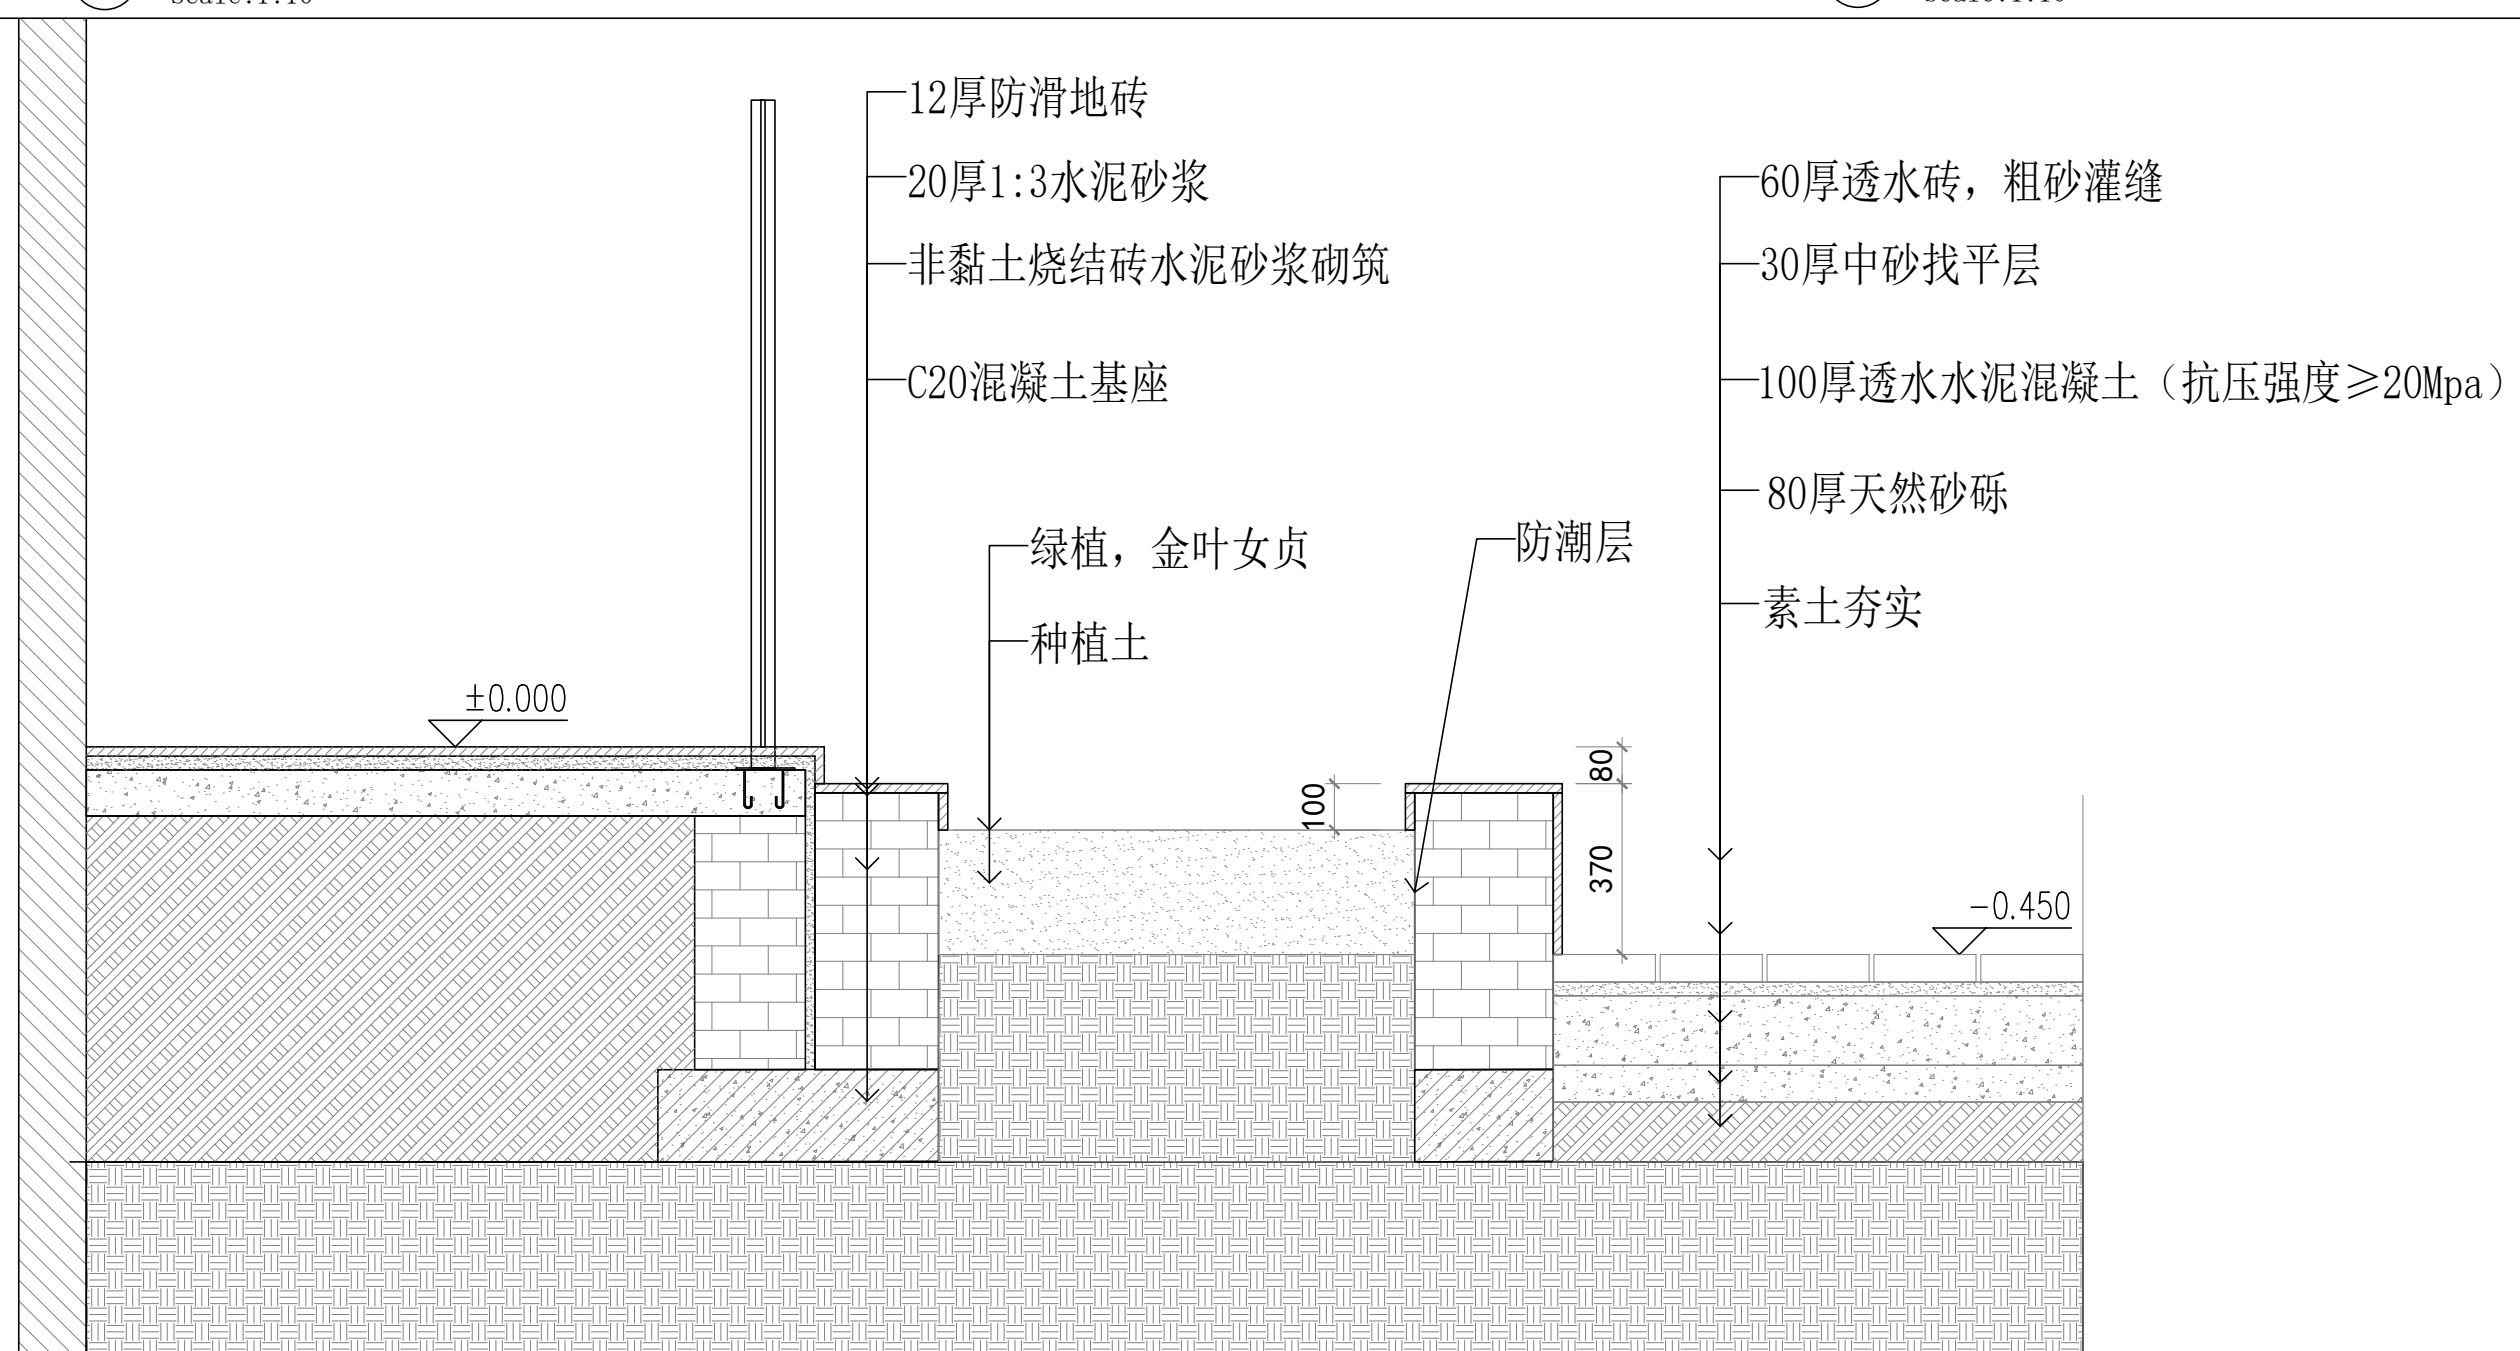 12厚防滑地砖
20厚1:3水泥砂浆
非黏土烧结砖水泥砂浆砌筑
C20混凝土基座
60厚透水砖，粗砂灌缝
30厚中砂找平层
100厚透水水泥混凝土（抗压强度≥20Mpa）
80厚天然砂砾
素土夯实
绿植，金叶女贞
种植土
防潮层
±0.000
80
100
370
-0.450